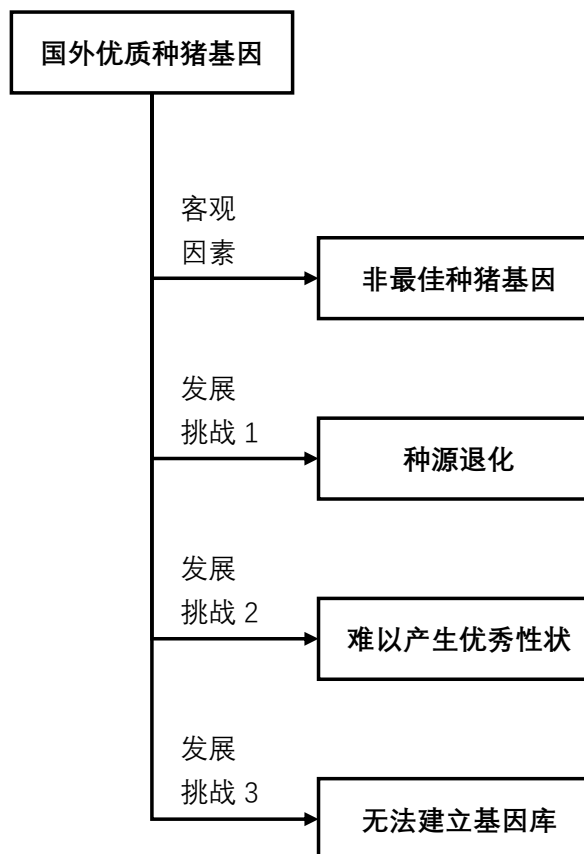 国外优质种猪基因
客观
因素
非最佳种猪基因
发展
挑战 1
种源退化
发展
挑战 2
难以产生优秀性状
发展
挑战 3
无法建立基因库